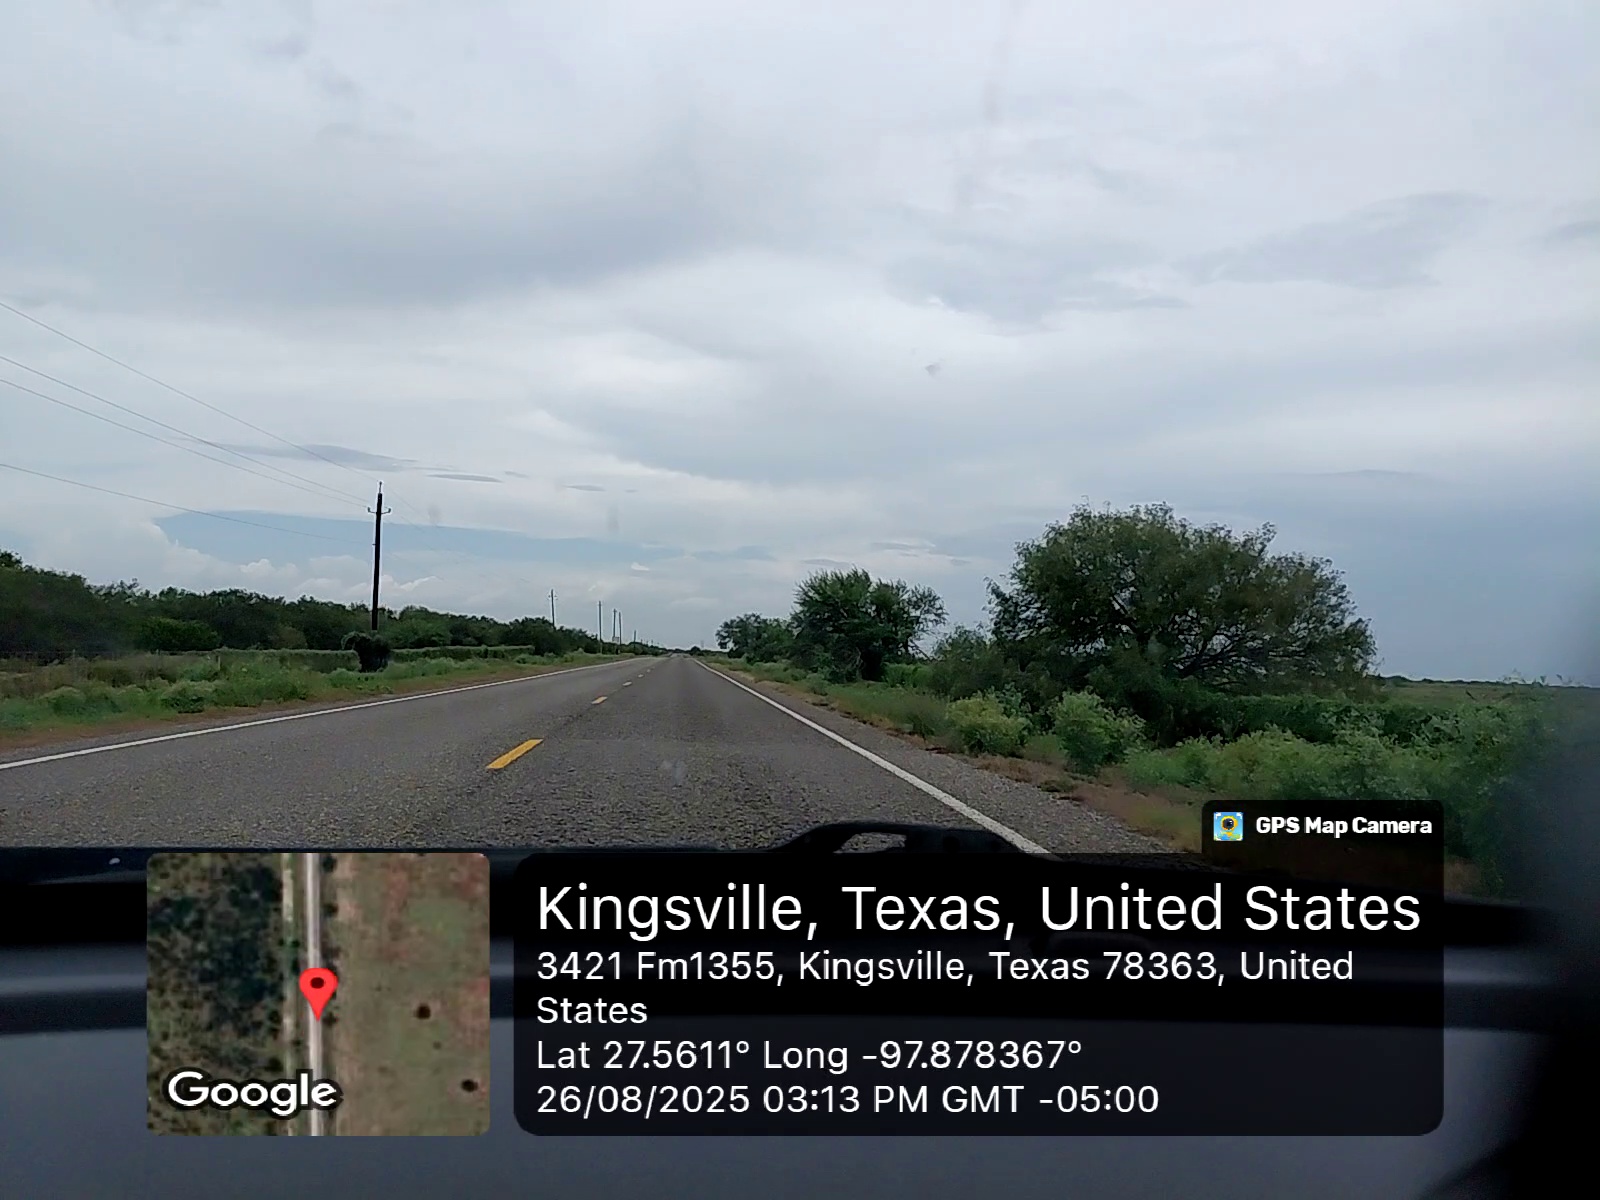 GPS Map Camera
Kingsville, Texas, United States
3421 Fm1355, Kingsville, Texas 78363, United
States
Lat 27.5611° Long -97.878367°
26/08/2025 03:13 PM GMT -05:00
Google